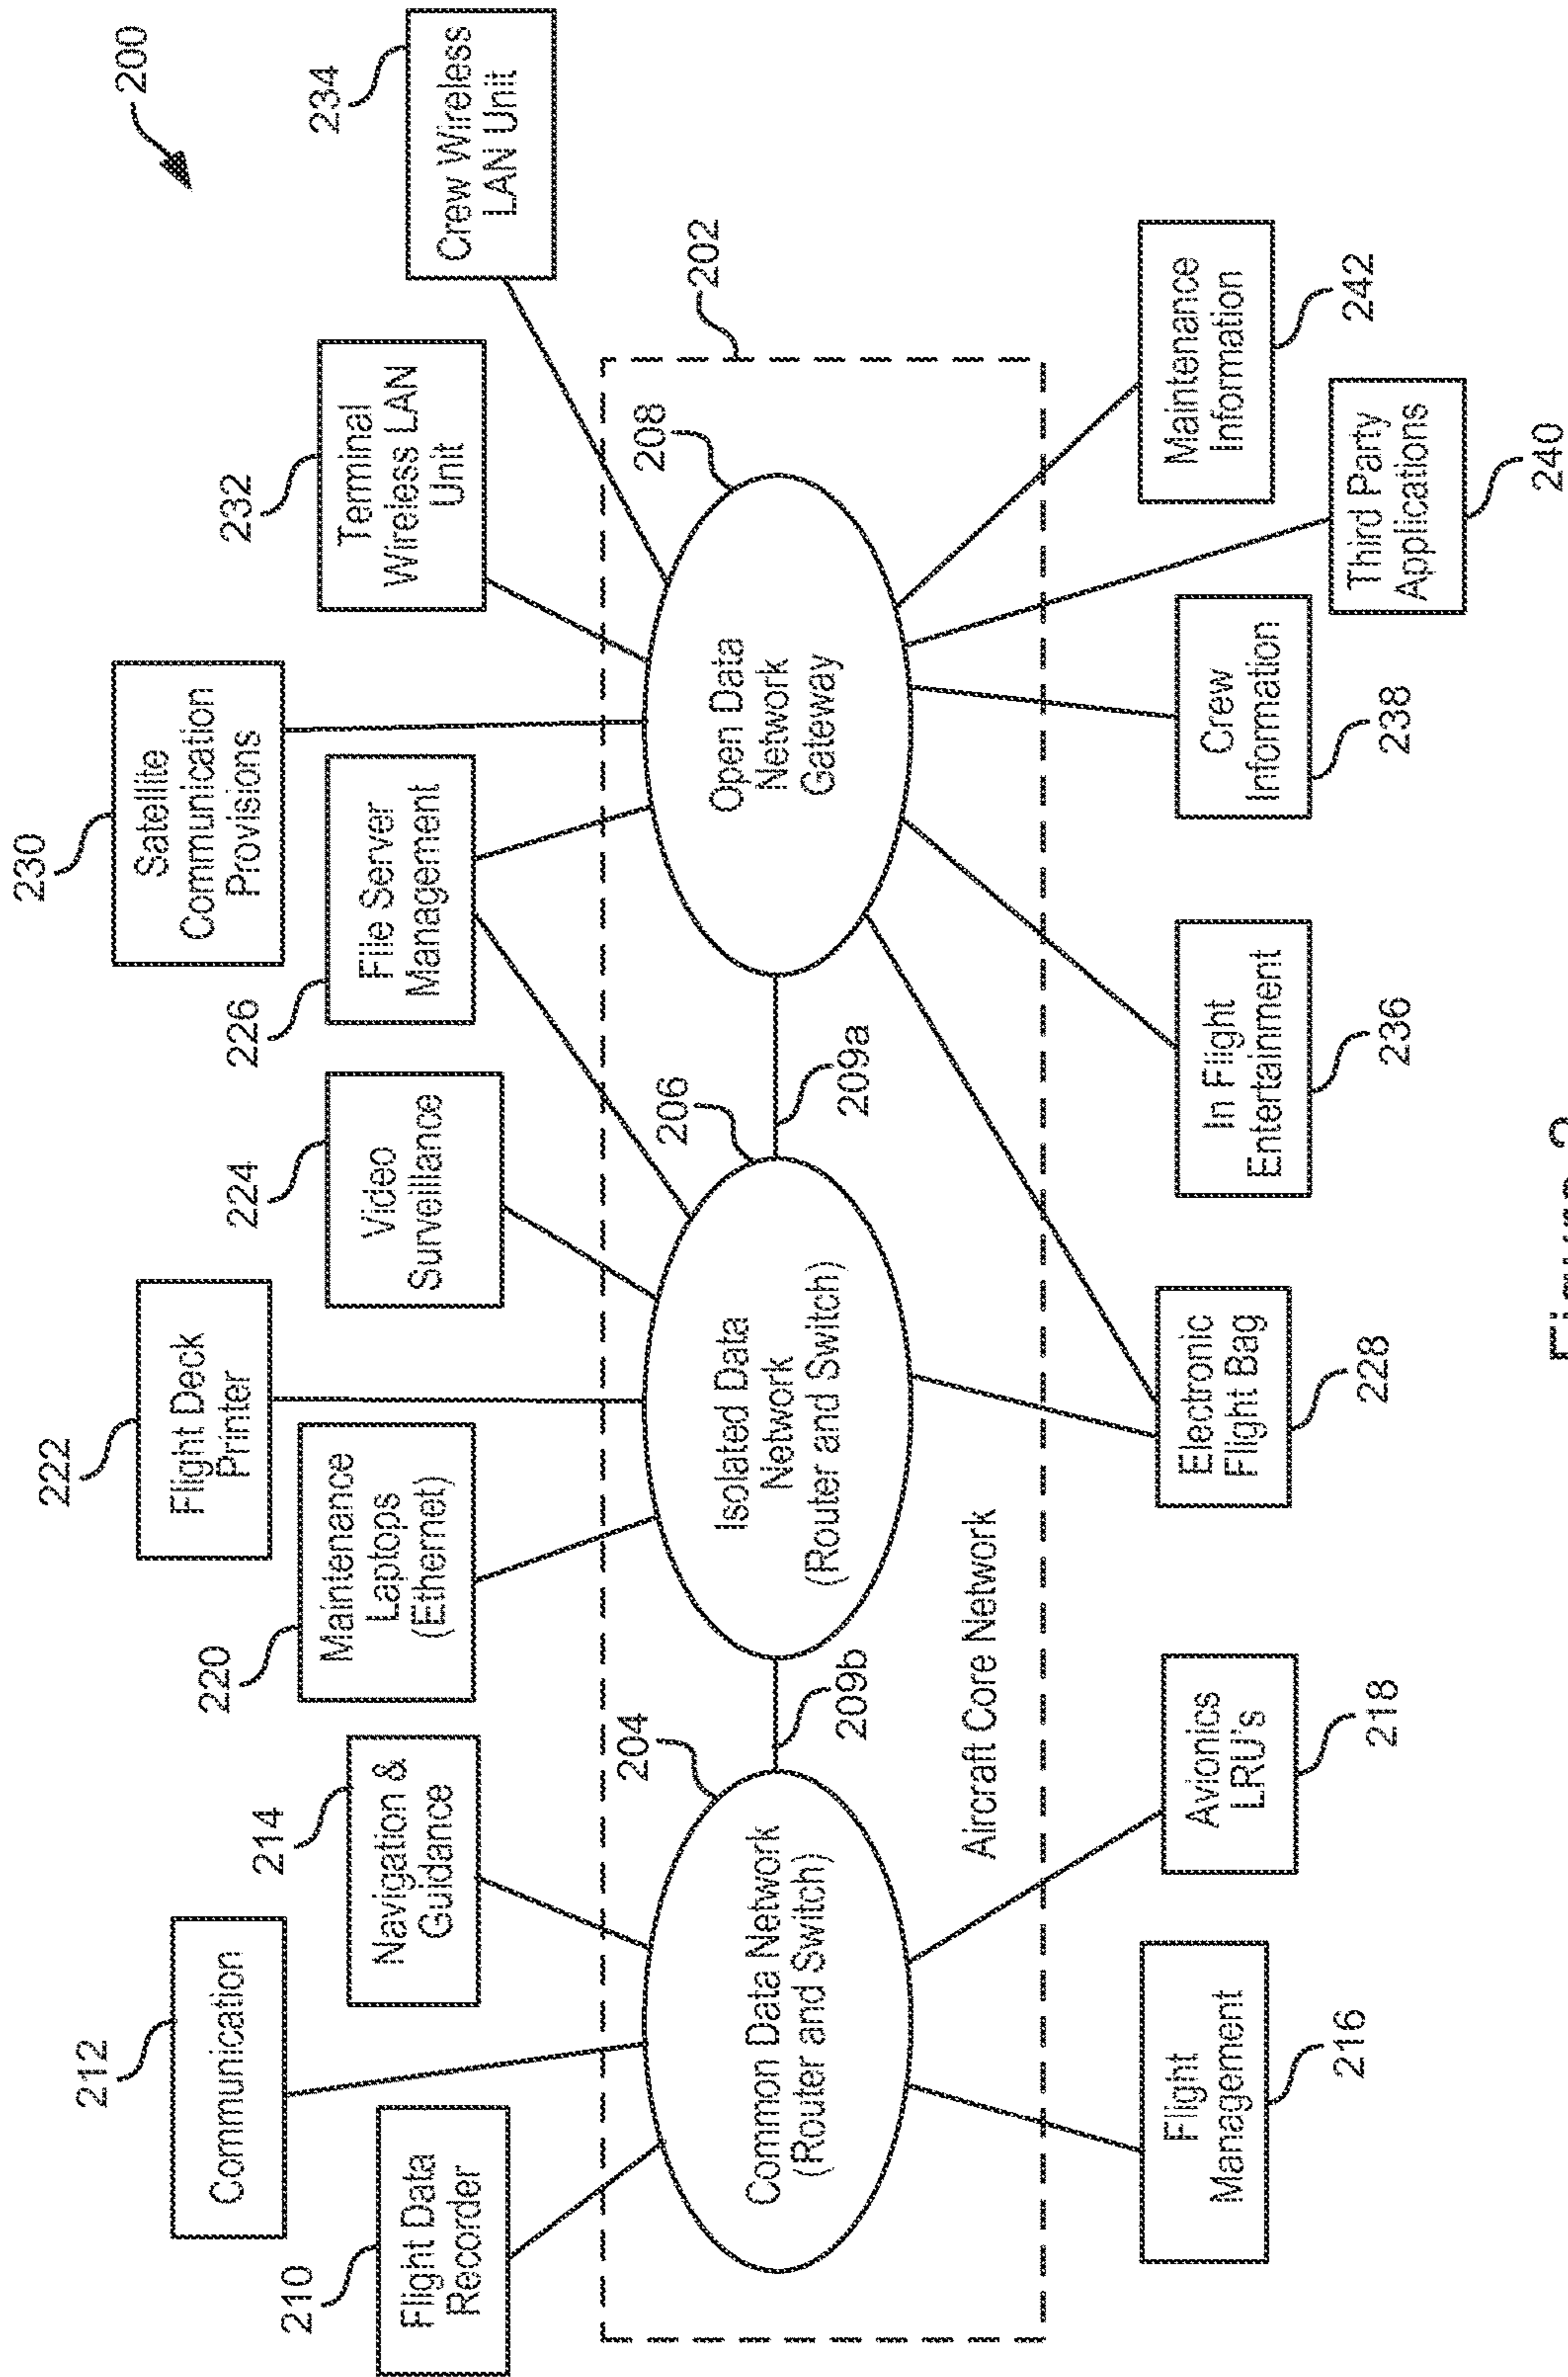 200
210
Flight Data
Recorder
212
Communication
214
Navigation &
Guidance
220
Maintenance
Laptops
(Ethernet)
222
Flight Deck
Printer
224
Video
Surveillance
226
File Server
Management
230
Satellite
Communication
Provisions
232
Terminal
Wireless LAN
Unit
234
Crew Wireless
LAN Unit
202
204
Common Data Network
(Router and Switch)
209b
206
Isolated Data
Network
(Router and Switch)
209a
208
Open Data
Network
Gateway
Aircraft Core Network
Flight
Management
216
Avionics
LRU's
218
Electronic
Flight Bag
228
In Flight
Entertainment
236
Crew
Information
238
Third Party
Applications
240
Maintenance
Information
242